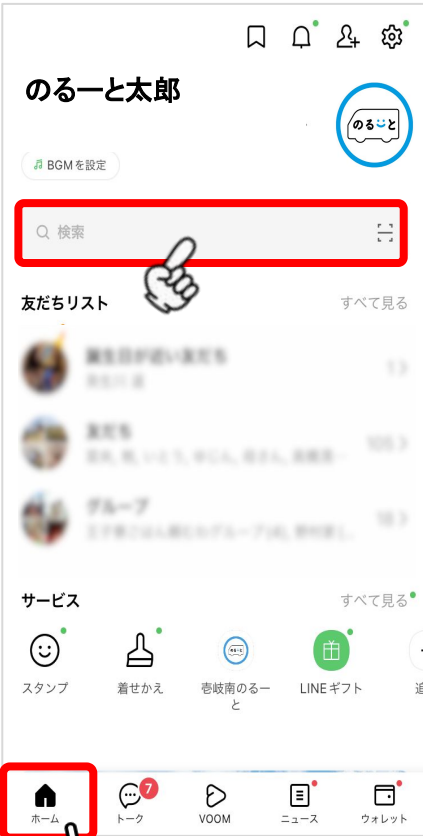 のるーと太郎
のるーと
BGMを設定
検索
友だちリスト
すべて見る
誕生日が近い友だち
1
友だち
105
グループ
18
サービス
すべて見る
スタンプ
着せかえ
壱岐南のるー
と
LINEギフト
7
ホーム
トーク
VOOM
ニュース
ウォレット